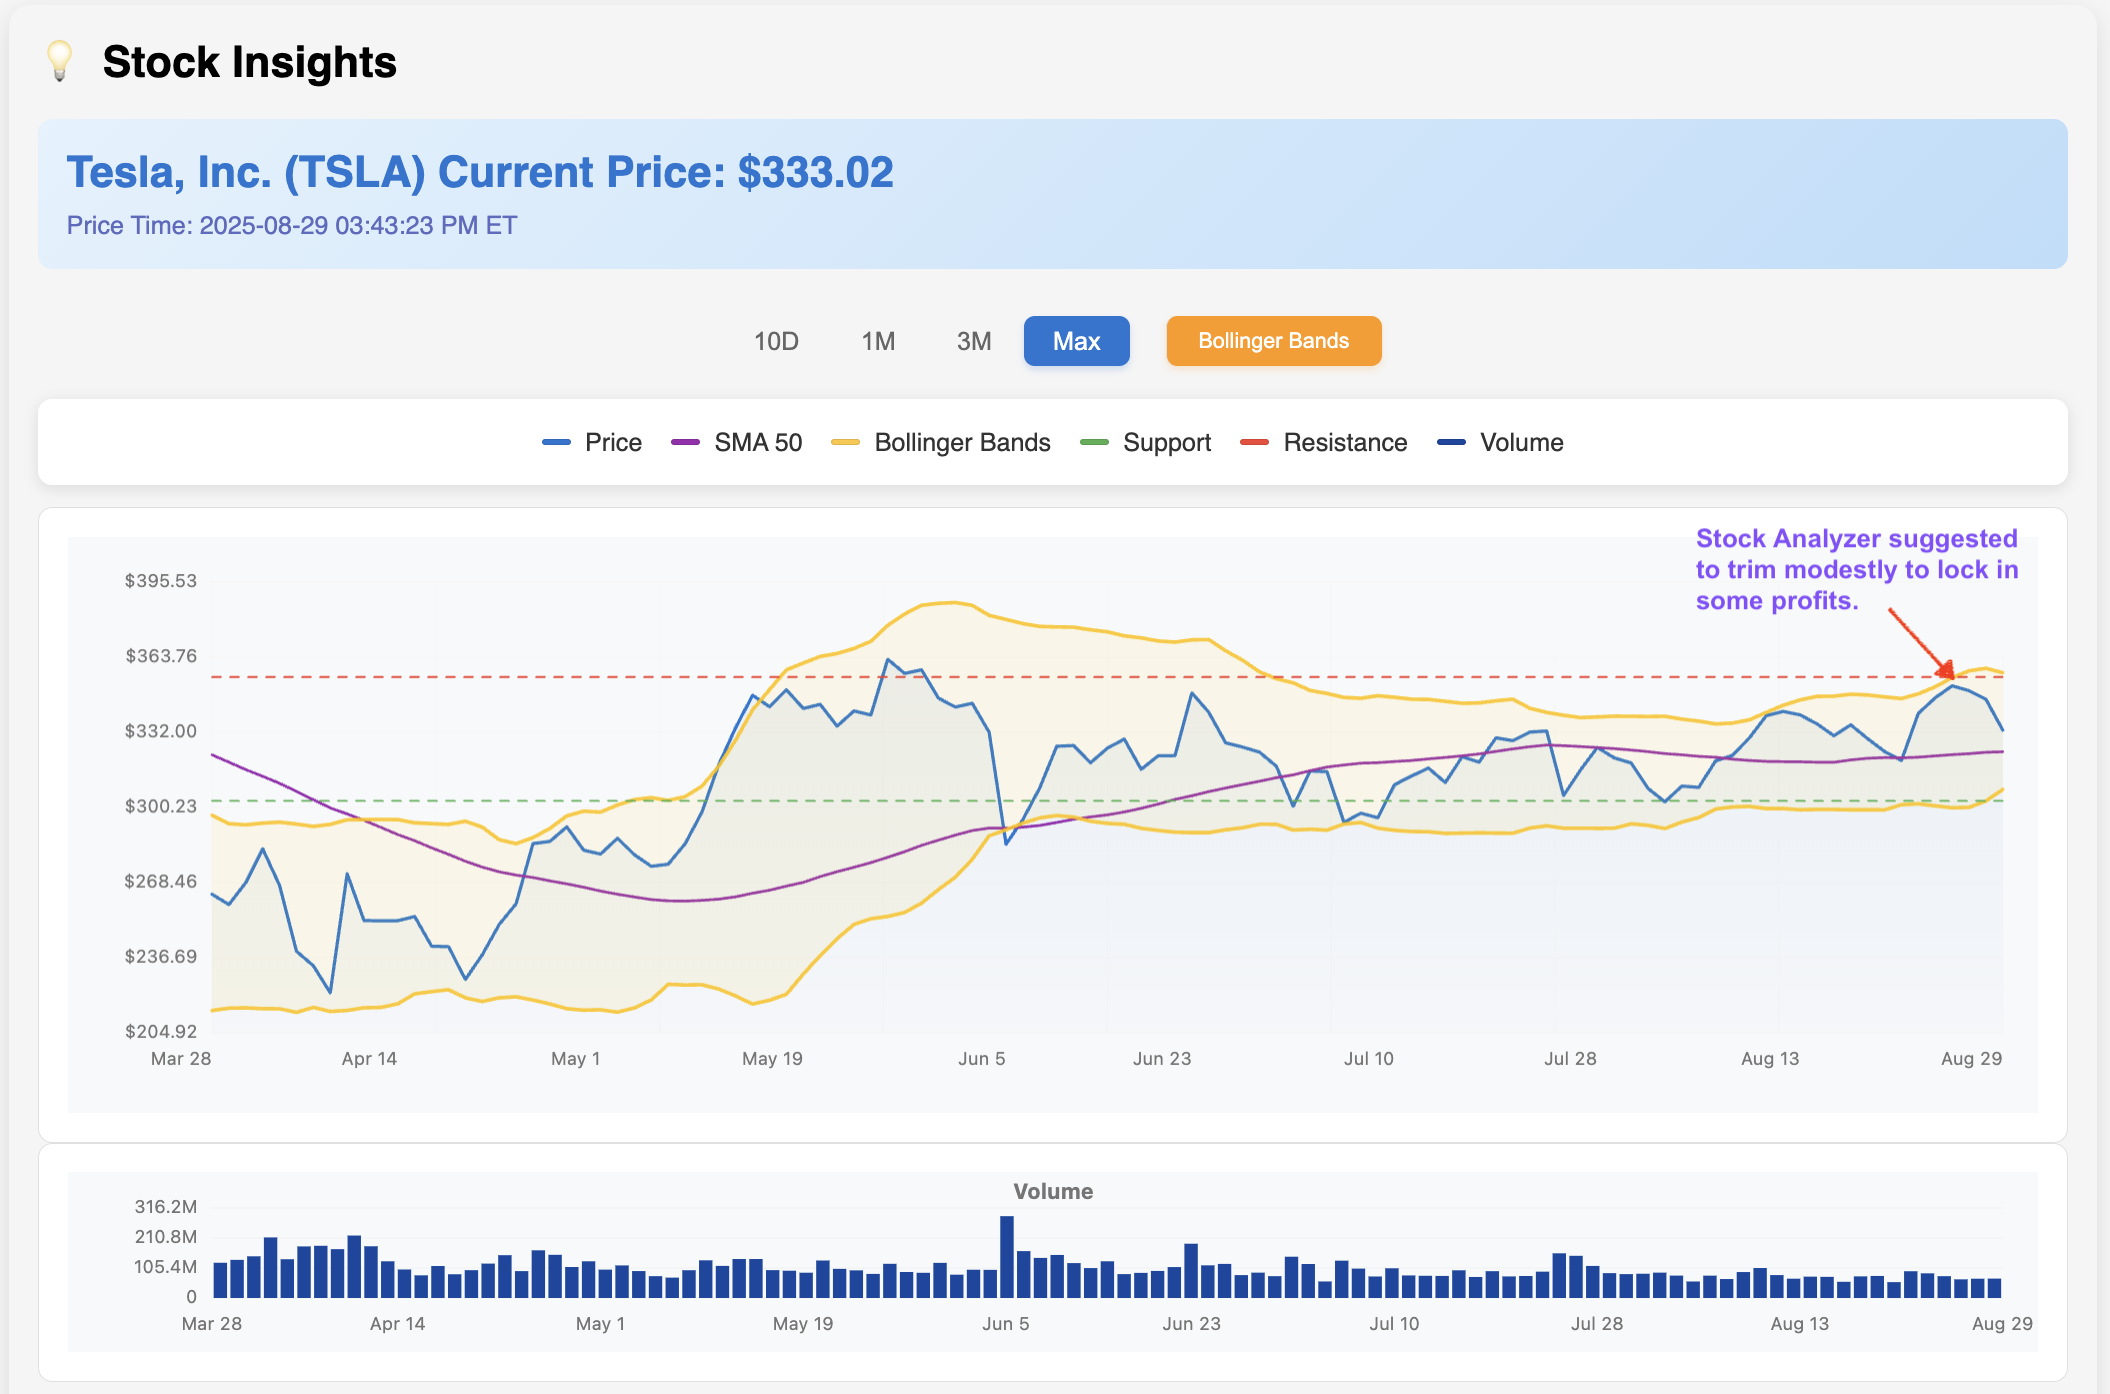 Stock Insights
Tesla, Inc. (TSLA) Current Price: $333.02
Price Time: 2025-08-29 03:43:23 PM ET
10D 1M 3M Max Bollinger Bands
Price SMA 50 Bollinger Bands Support Resistance Volume
Stock Analyzer suggested
to trim modestly to lock in
some profits.
$395.53
$363.76
$332.00
$300.23
$268.46
$236.69
$204.92
Mar 28 Apr 14 May 1 May 19 Jun 5 Jun 23 Jul 10 Jul 28 Aug 13 Aug 29
Volume
316.2M
210.8M
105.4M
0
Mar 28 Apr 14 May 1 May 19 Jun 5 Jun 23 Jul 10 Jul 28 Aug 13 Aug 29